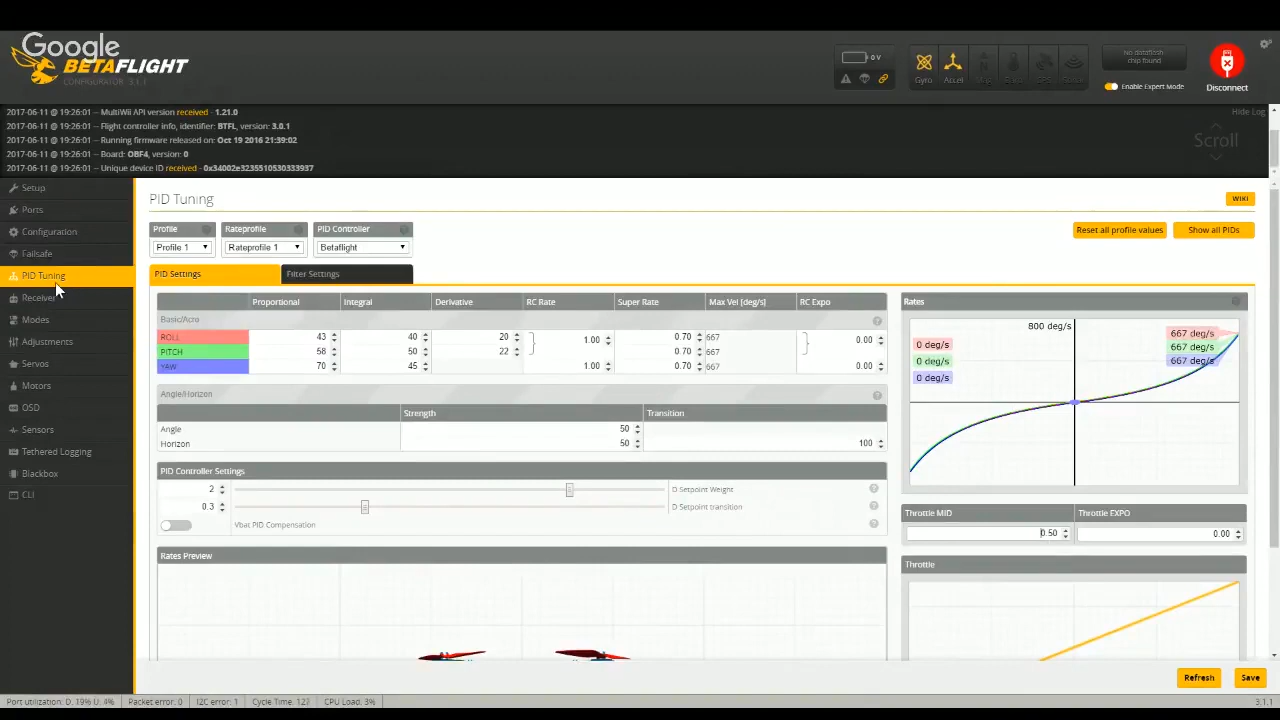 Google
BETAFLIGHT
CONFIGURATOR 3.1.1
0 V
Gyro
Accel
No dataflash
chip found
Enable Expert Mode
Disconnect
2017-06-11 @ 19:26:01 -- MultiWii API version received - 1.21.0
Hide Log
2017-06-11 @ 19:26:01 -- Flight controller info, identifier: BTFL, version: 3.0.1
2017-06-11 @ 19:26:01 -- Running firmware released on: Oct 19 2016 21:39:02
Scroll
2017-06-11 @ 19:26:01 -- Board: OBF4, version: 0
2017-06-11 @ 19:26:01 -- Unique device ID received - 0x34002e3235510530333937
Setup
Ports
Configuration
Failsafe
PID Tuning
Receiver
Modes
Adjustments
Servos
Motors
OSD
Sensors
Tethered Logging
Blackbox
CLI
PID Tuning
WIKI
Profile
Rateprofile
PID Controller
Profile 1
Rateprofile 1
Betaflight
Reset all profile values
Show all PIDs
PID Settings
Filter Settings
Proportional Integral Derivative RC Rate Super Rate Max Vel [deg/s] RC Expo
Basic/Acro
ROLL 43 40 20 1.00 0.70 667 0.00
PITCH 58 50 22 0.70 667
YAW 70 45 1.00 0.70 667 0.00
Angle/Horizon
Strength Transition
Angle 50
Horizon 50 100
PID Controller Settings
2 D Setpoint Weight
0.3 D Setpoint transition
Vbat PID Compensation
Rates Preview
Rates
800 deg/s
667 deg/s
0 deg/s
667 deg/s
0 deg/s
667 deg/s
0 deg/s
Throttle MID Throttle EXPO
0.50 0.00
Throttle
Refresh
Save
Port utilization: D: 19% U: 4% Packet error: 0 I2C error: 1 Cycle Time: 127 CPU Load: 3%
3.1.1